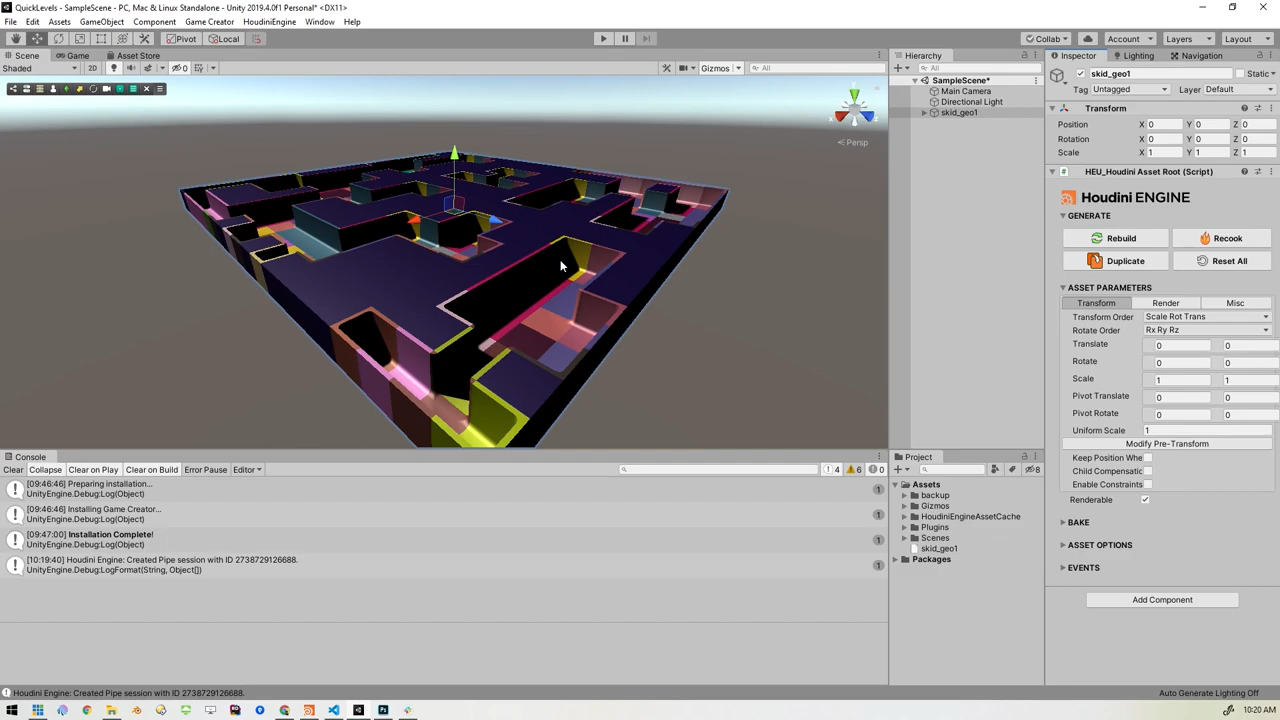 QuickLevels - SampleScene - PC, Mac & Linux Standalone - Unity 2019.4.0f1 Personal* <DX11>
File Edit Assets GameObject Component Game Creator HoudiniEngine Window Help
Pivot Local Collab Account Layers Layout
Scene Game Asset Store
Shaded 2D 0 Gizmos All
Persp
Hierarchy
All
SampleScene*
Main Camera
Directional Light
skid_geo1
Inspector Lighting Navigation
skid_geo1 Static
Tag Untagged Layer Default
Transform
Position X 0 Y 0 Z 0
Rotation X 0 Y 0 Z 0
Scale X 1 Y 1 Z 1
HEU_Houdini Asset Root (Script)
Houdini ENGINE
GENERATE
Rebuild Recook
Duplicate Reset All
ASSET PARAMETERS
Transform Render Misc
Transform Order Scale Rot Trans
Rotate Order Rx Ry Rz
Translate 0 0
Rotate 0 0
Scale 1 1
Pivot Translate 0 0
Pivot Rotate 0 0
Uniform Scale 1
Modify Pre-Transform
Keep Position Whe
Child Compensatic
Enable Constraints
Renderable
BAKE
ASSET OPTIONS
EVENTS
Add Component
Console
Clear Collapse Clear on Play Clear on Build Error Pause Editor 4 6 0
[09:46:46] Preparing installation...
UnityEngine.Debug:Log(Object)
1
[09:46:46] Installing Game Creator...
UnityEngine.Debug:Log(Object)
1
[09:47:00] Installation Complete!
UnityEngine.Debug:Log(Object)
1
[10:19:40] Houdini Engine: Created Pipe session with ID 2738729126688.
UnityEngine.Debug:LogFormat(String, Object[])
1
Project
8
Assets
backup
Gizmos
HoudiniEngineAssetCache
Plugins
Scenes
skid_geo1
Packages
Houdini Engine: Created Pipe session with ID 2738729126688.
Auto Generate Lighting Off
10:20 AM